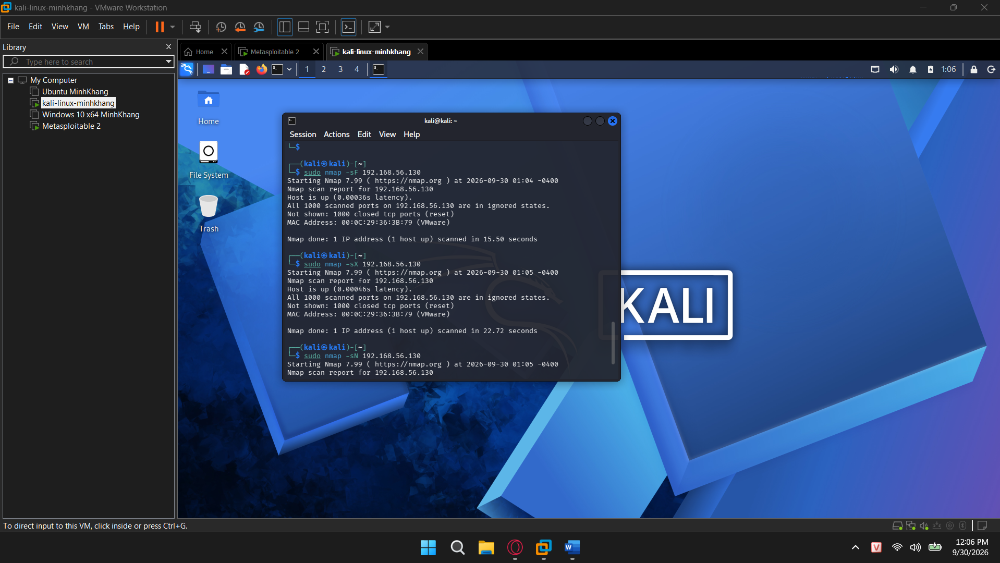 kali-linux-minhkhang - VMware Workstation
File Edit View VM Tabs Help
Library
Type here to search
My Computer
Ubuntu MinhKhang
kali-linux-minhkhang
Windows 10 x64 MinhKhang
Metasploitable 2
Home
Metasploitable 2
kali-linux-minhkhang
1 2 3 4
1:06
Home
File System
Trash
kali@kali: ~
Session Actions Edit View Help
└─$
┌──(kali㉿kali)-[~]
└─$ sudo nmap -sF 192.168.56.130
Starting Nmap 7.99 ( https://nmap.org ) at 2026-09-30 01:04 -0400
Nmap scan report for 192.168.56.130
Host is up (0.00036s latency).
All 1000 scanned ports on 192.168.56.130 are in ignored states.
Not shown: 1000 closed tcp ports (reset)
MAC Address: 00:0C:29:36:3B:79 (VMware)
Nmap done: 1 IP address (1 host up) scanned in 15.50 seconds
┌──(kali㉿kali)-[~]
└─$ sudo nmap -sX 192.168.56.130
Starting Nmap 7.99 ( https://nmap.org ) at 2026-09-30 01:05 -0400
Nmap scan report for 192.168.56.130
Host is up (0.00046s latency).
All 1000 scanned ports on 192.168.56.130 are in ignored states.
Not shown: 1000 closed tcp ports (reset)
MAC Address: 00:0C:29:36:3B:79 (VMware)
Nmap done: 1 IP address (1 host up) scanned in 22.72 seconds
┌──(kali㉿kali)-[~]
└─$ sudo nmap -sN 192.168.56.130
Starting Nmap 7.99 ( https://nmap.org ) at 2026-09-30 01:05 -0400
Nmap scan report for 192.168.56.130
KALI
To direct input to this VM, click inside or press Ctrl+G.
W
V
12:06 PM
9/30/2026